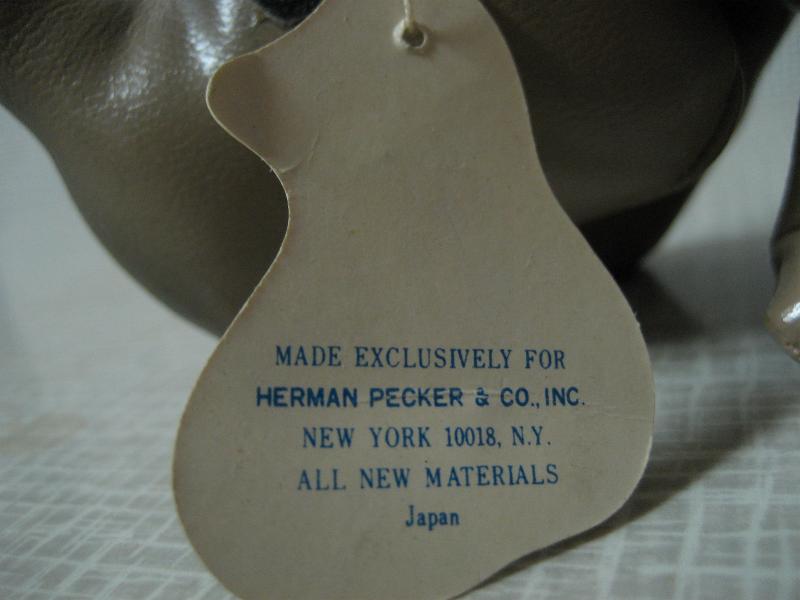 MADE EXCLUSIVELY FOR
HERMAN PECKER & CO., INC.
NEW YORK 10018, N.Y.
ALL NEW MATERIALS
Japan